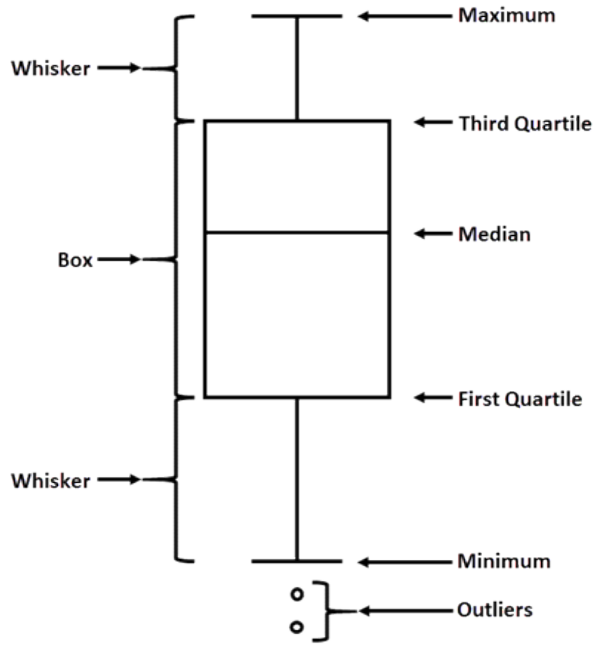 Maximum
Whisker
Third Quartile
Median
Box
First Quartile
Whisker
Minimum
Outliers